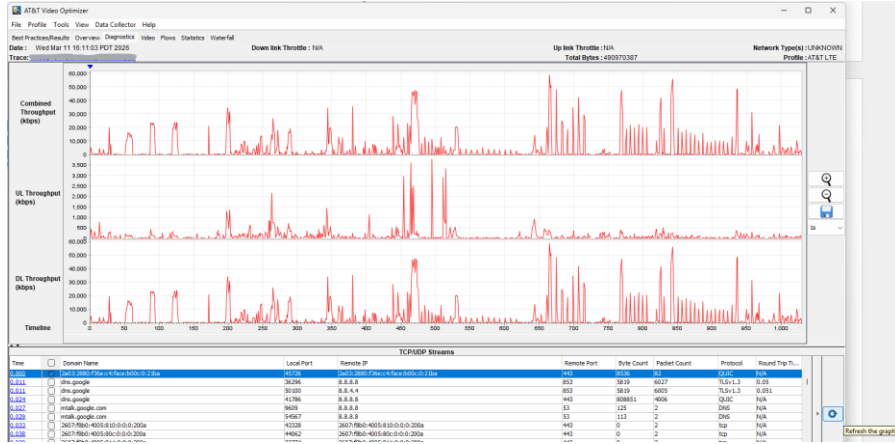 AT&T Video Optimizer
File Profile Tools View Data Collector Help
Best Practices/Results Overview Diagnostics Video Flows Statistics Waterfall
Date : Wed Mar 11 16:11:03 PDT 2026 Down link Throttle : N/A Up link Throttle : N/A Network Type(s) : UNKNOWN
Trace: Total Bytes : 490970387 Profile : AT&T LTE
Combined Throughput (kbps)
60,000
50,000
40,000
30,000
20,000
10,000
0
UL Throughput (kbps)
3,500
3,000
2,500
2,000
1,500
1,000
500
0
DL Throughput (kbps)
60,000
50,000
40,000
30,000
20,000
10,000
0
Timeline
0 50 100 150 200 250 300 350 400 450 500 550 600 650 700 750 800 850 900 950 1,000
1s
TCP/UDP Streams
Time Domain Name Local Port Remote IP Remote Port Byte Count Packet Count Protocol Round Trip Ti...
0.000 2a03:2880:f36e:c4:face:b00c:0:21ba 45726 2a03:2880:f36e:c4:face:b00c:0:21ba 443 8536 82 QUIC N/A
0.011 dns.google 36296 8.8.8.8 853 5819 6027 TLSv1.3 0.05
0.011 dns.google 50100 8.8.4.4 853 5819 6005 TLSv1.3 0.051
0.024 dns.google 41786 8.8.8.8 443 808851 4006 QUIC N/A
0.027 mtalk.google.com 9609 8.8.8.8 53 125 2 DNS N/A
0.029 mtalk.google.com 54567 8.8.8.8 53 113 2 DNS N/A
0.033 2607:f8b0:4005:810:0:0:0:200a 43328 2607:f8b0:4005:810:0:0:0:200a 443 0 2 QUIC N/A
0.036 2607:f8b0:4005:80c:0:0:0:200a 44062 2607:f8b0:4005:80c:0:0:0:200a 443 0 2 QUIC N/A
Refresh the graph